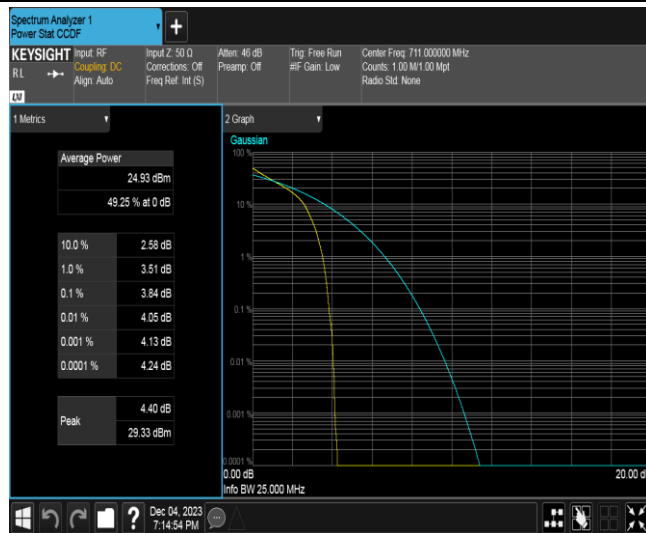 Spectrum Analyzer 1
Power Stat CCDF
+
KEYSIGHT
RL
LXI
Input: RF
Coupling: DC
Align: Auto
Input Z: 50 Ω
Corrections: Off
Freq Ref: Int (S)
Atten: 46 dB
Preamp: Off
Trig: Free Run
#IF Gain: Low
Center Freq: 711.000000 MHz
Counts: 1.00 M/1.00 Mpt
Radio Std: None
1 Metrics
Average Power
24.93 dBm
49.25 % at 0 dB
10.0 % 2.58 dB
1.0 % 3.51 dB
0.1 % 3.84 dB
0.01 % 4.05 dB
0.001 % 4.13 dB
0.0001 % 4.24 dB
Peak
4.40 dB
29.33 dBm
2 Graph
Gaussian
100 %
10 %
1 %
0.1 %
0.01 %
0.001 %
0.0001 %
0.00 dB
20.00 d
Info BW 25.000 MHz
?
Dec 04, 2023
7:14:54 PM